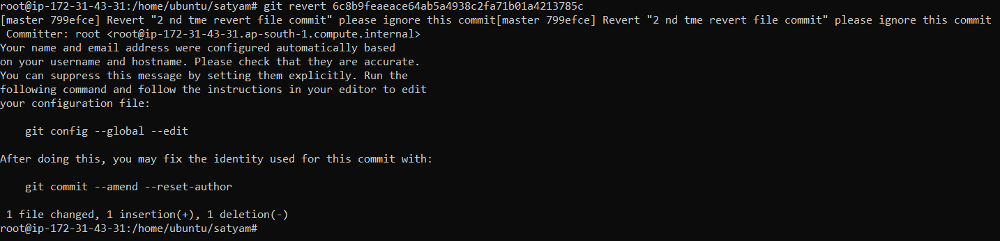 root@ip-172-31-43-31:/home/ubuntu/satyam# git revert 6c8b9feaeace64ab5a4938c2fa71b01a4213785c
[master 799efce] Revert "2 nd tme revert file commit" please ignore this commit[master 799efce] Revert "2 nd tme revert file commit" please ignore this commit
 Committer: root <root@ip-172-31-43-31.ap-south-1.compute.internal>
Your name and email address were configured automatically based
on your username and hostname. Please check that they are accurate.
You can suppress this message by setting them explicitly. Run the
following command and follow the instructions in your editor to edit
your configuration file:

    git config --global --edit

After doing this, you may fix the identity used for this commit with:

    git commit --amend --reset-author

 1 file changed, 1 insertion(+), 1 deletion(-)
root@ip-172-31-43-31:/home/ubuntu/satyam#